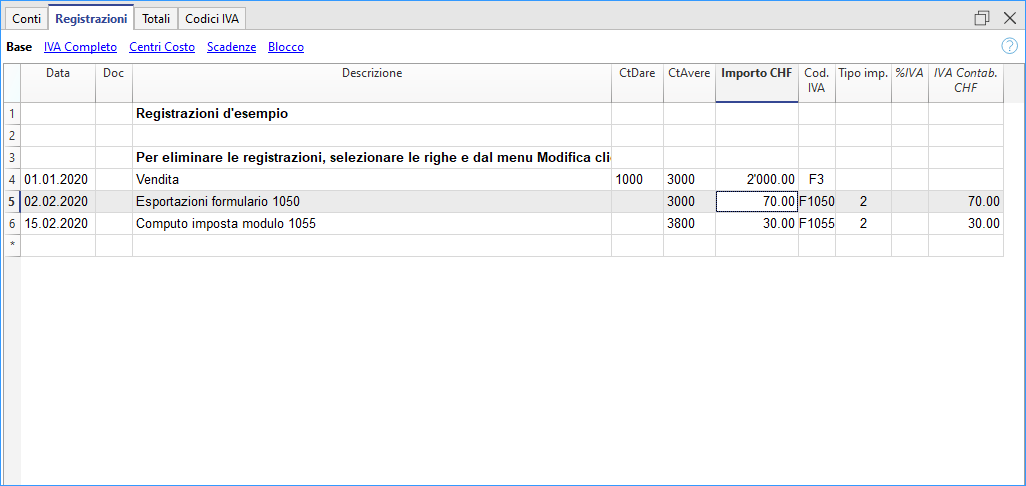 Conti Registrazioni Totali Codici IVA
Base IVA Completo Centri Costo Scadenze Blocco ?
Data Doc Descrizione CtDare CtAvere Importo CHF Cod. IVA Tipo imp. %IVA IVA Contab. CHF
1 Registrazioni d'esempio
2
3 Per eliminare le registrazioni, selezionare le righe e dal menu Modifica cli
4 01.01.2020 Vendita 1000 3000 2'000.00 F3
5 02.02.2020 Esportazioni formulario 1050 3000 70.00 F1050 2 70.00
6 15.02.2020 Computo imposta modulo 1055 3800 30.00 F1055 2 30.00
*